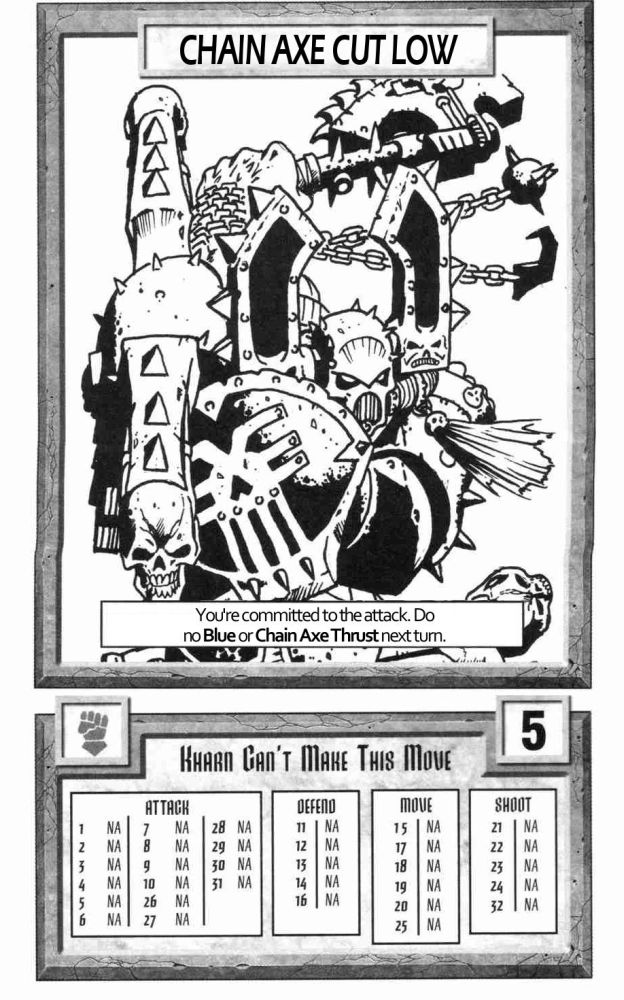 CHAIN AXE CUT LOW
You're committed to the attack. Do
no Blue or Chain Axe Thrust next turn.
5
Kharn Can't Make This Move
ATTACK
1 NA 7 NA 28 NA
2 NA 8 NA 29 NA
3 NA 9 NA 30 NA
4 NA 10 NA 31 NA
5 NA 26 NA
6 NA 27 NA
DEFEND
11 NA
12 NA
13 NA
14 NA
16 NA
MOVE
15 NA
17 NA
18 NA
19 NA
20 NA
25 NA
SHOOT
21 NA
22 NA
23 NA
24 NA
32 NA